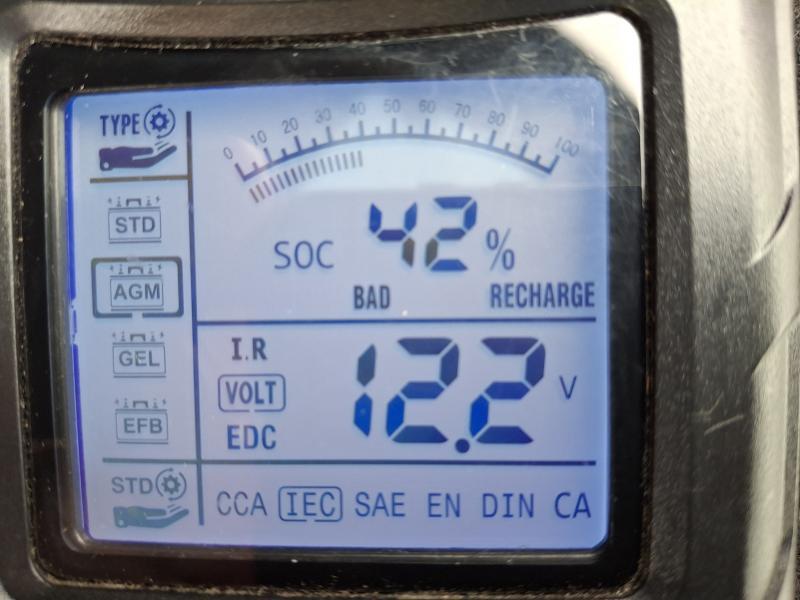 TYPE
0 10 20 30 40 50 60 70 80 90 100
STD
SOC 42 %
AGM
BAD RECHARGE
GEL
I.R
VOLT 12.2 V
EFB
EDC
STD
CCA IEC SAE EN DIN CA